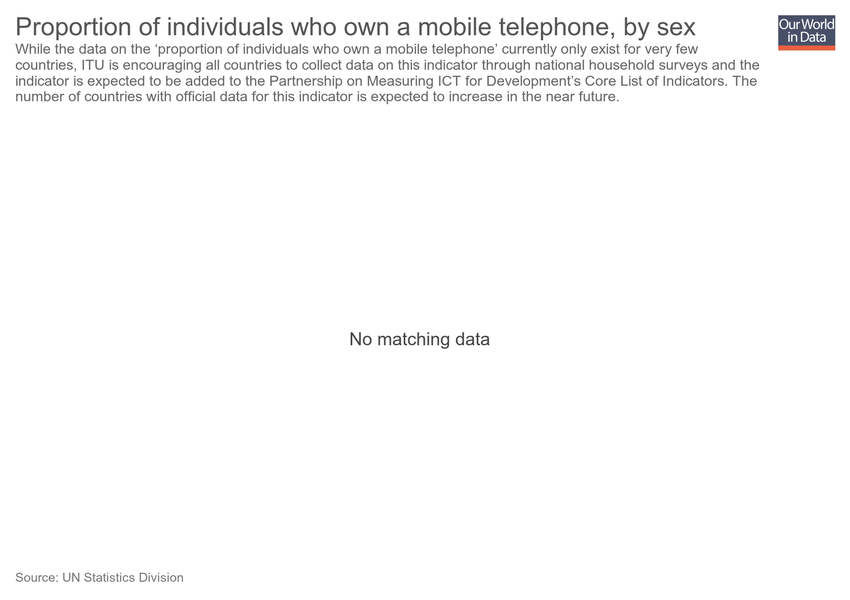 Proportion of individuals who own a mobile telephone, by sex
Our World
in Data
While the data on the ‘proportion of individuals who own a mobile telephone’ currently only exist for very few
countries, ITU is encouraging all countries to collect data on this indicator through national household surveys and the
indicator is expected to be added to the Partnership on Measuring ICT for Development’s Core List of Indicators. The
number of countries with official data for this indicator is expected to increase in the near future.
No matching data
Source: UN Statistics Division